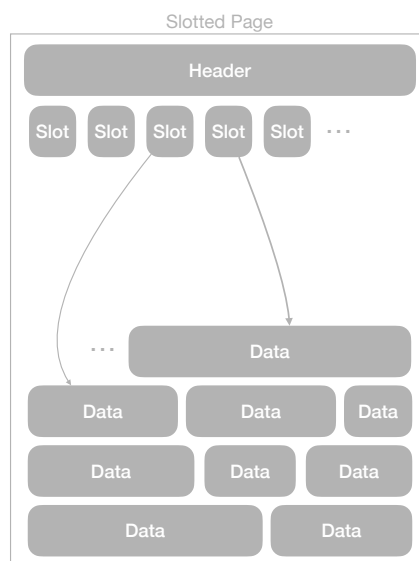 Slotted Page
Header
Slot Slot Slot Slot Slot ...
... Data
Data Data Data
Data Data Data
Data Data